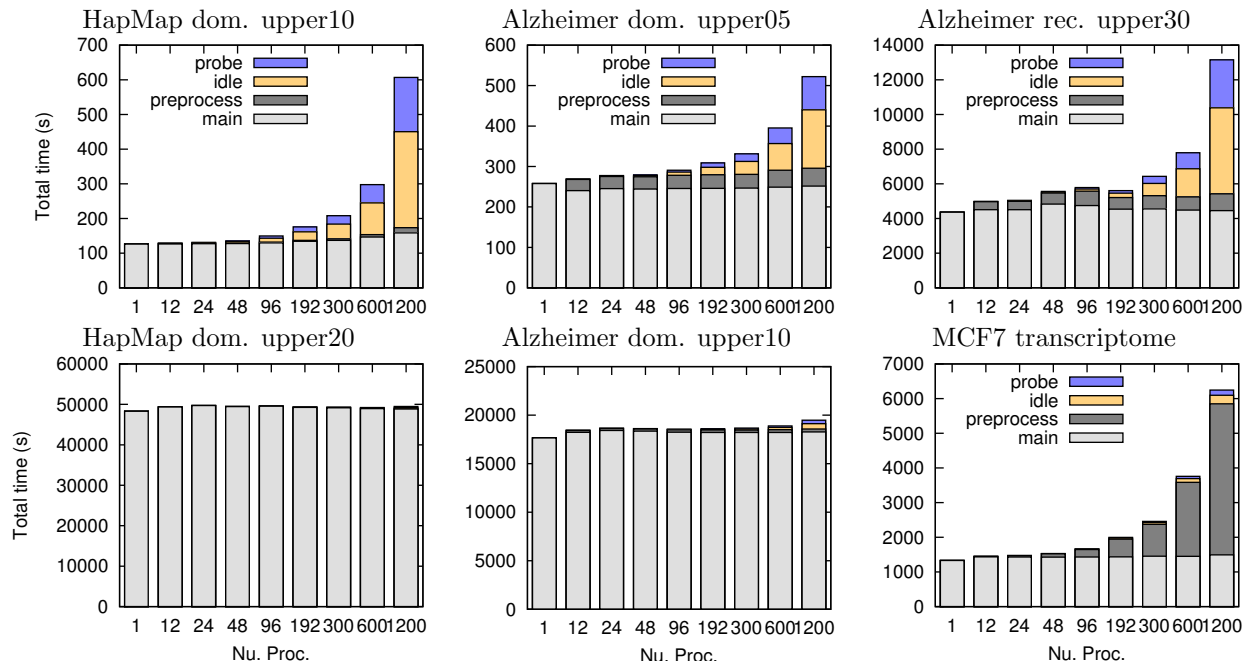 HapMap dom. upper10
Total time (s)
700
600
500
400
300
200
100
0
probe
idle
preprocess
main
1 12 24 48 96 192 300 600 1200
Alzheimer dom. upper05
600
500
400
300
200
100
0
probe
idle
preprocess
main
1 12 24 48 96 192 300 600 1200
Alzheimer rec. upper30
14000
12000
10000
8000
6000
4000
2000
0
probe
idle
preprocess
main
1 12 24 48 96 192 300 600 1200
HapMap dom. upper20
Total time (s)
60000
50000
40000
30000
20000
10000
0
1 12 24 48 96 192 300 600 1200
Nu. Proc.
Alzheimer dom. upper10
25000
20000
15000
10000
5000
0
1 12 24 48 96 192 300 600 1200
Nu. Proc.
MCF7 transcriptome
7000
6000
5000
4000
3000
2000
1000
0
probe
idle
preprocess
main
1 12 24 48 96 192 300 600 1200
Nu. Proc.